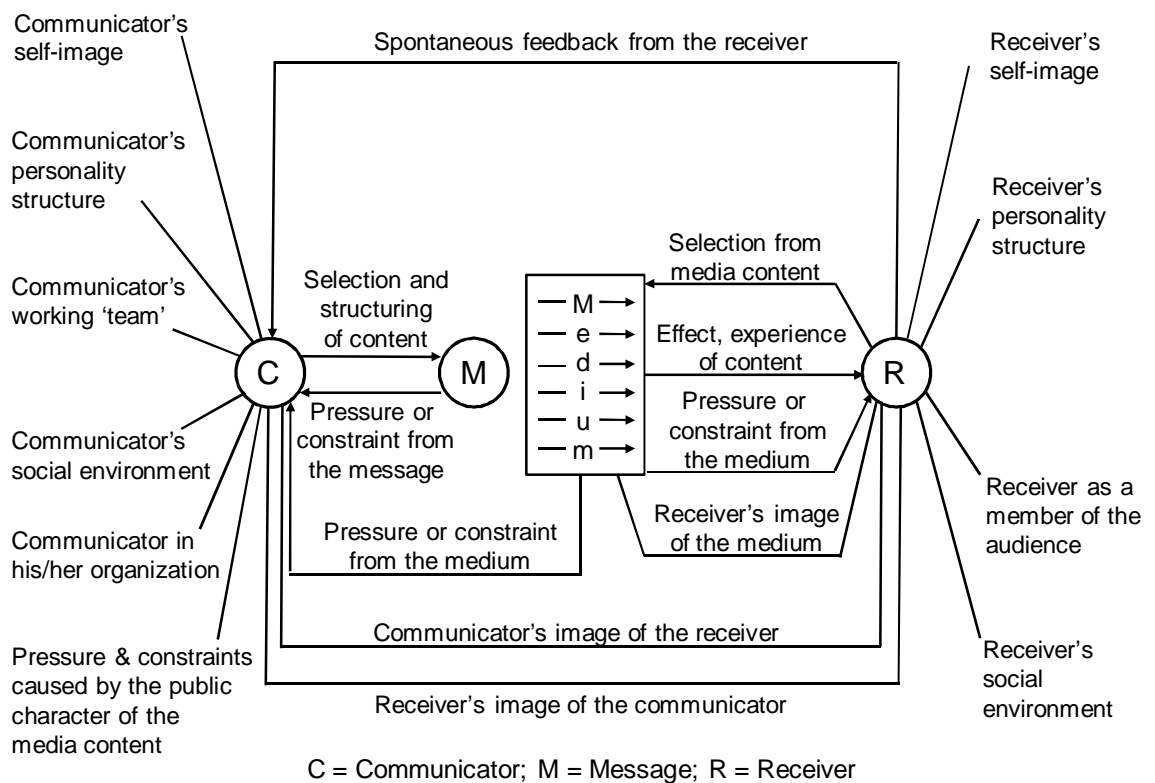 Communicator's
self-image
Spontaneous feedback from the receiver
Receiver's
self-image
Communicator's
personality
structure
Receiver's
personality
structure
Selection from
media content
Communicator's
working ‘team’
Selection and
structuring
of content
M
e
d
i
u
m
Effect, experience
of content
C
M
R
Pressure or
constraint from
the message
Pressure or
constraint from
the medium
Communicator's
social environment
Receiver as a
member of the
audience
Receiver's image
of the medium
Pressure or constraint
from the medium
Communicator in
his/her organization
Communicator's image of the receiver
Receiver's
social
environment
Pressure & constraints
caused by the public
character of the
media content
Receiver's image of the communicator
C = Communicator; M = Message; R = Receiver